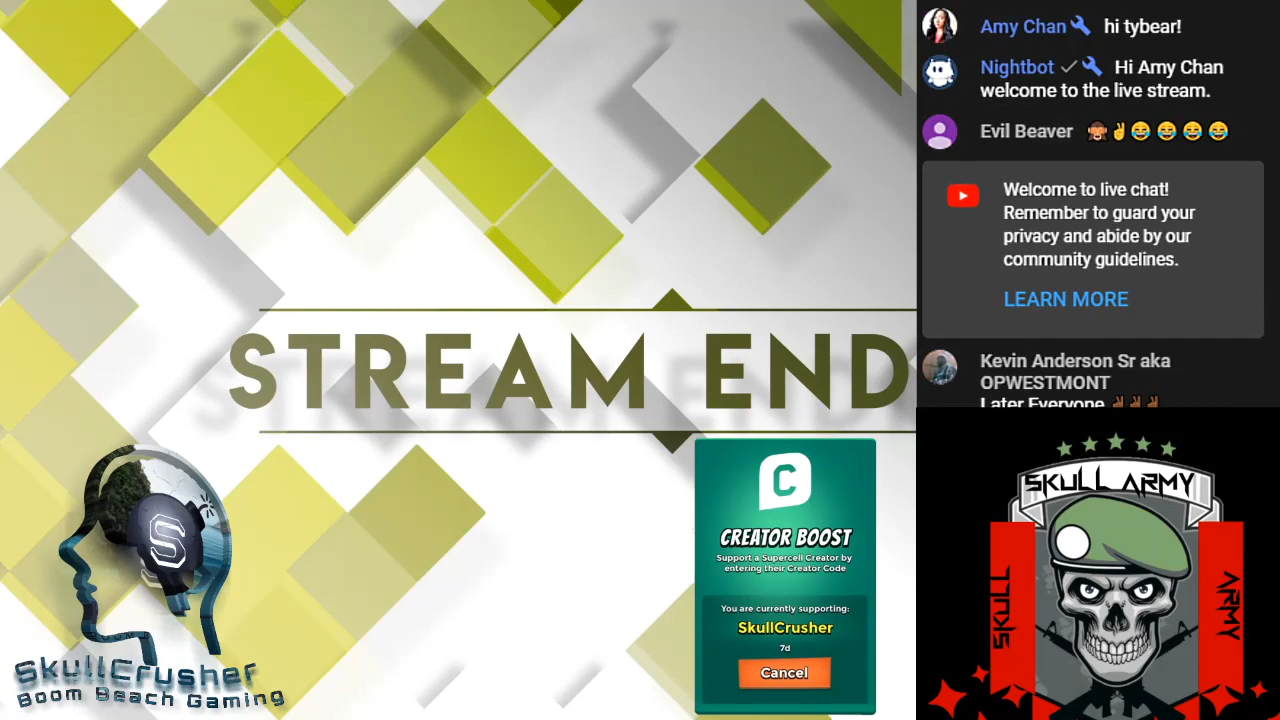 STREAM END
SkullCrusher
Boom Beach Gaming
S
C
CREATOR BOOST
Support a Supercell Creator by
entering their Creator Code
You are currently supporting:
SkullCrusher
7d
Cancel
Amy Chan hi tybear!
Nightbot Hi Amy Chan
welcome to the live stream.
Evil Beaver 🙊✌😂😂😂😂
Welcome to live chat!
Remember to guard your
privacy and abide by our
community guidelines.
LEARN MORE
Kevin Anderson Sr aka
OPWESTMONT
Later Everyone ✌🏾✌🏾✌🏾
SKULL ARMY
SKULL
ARMY